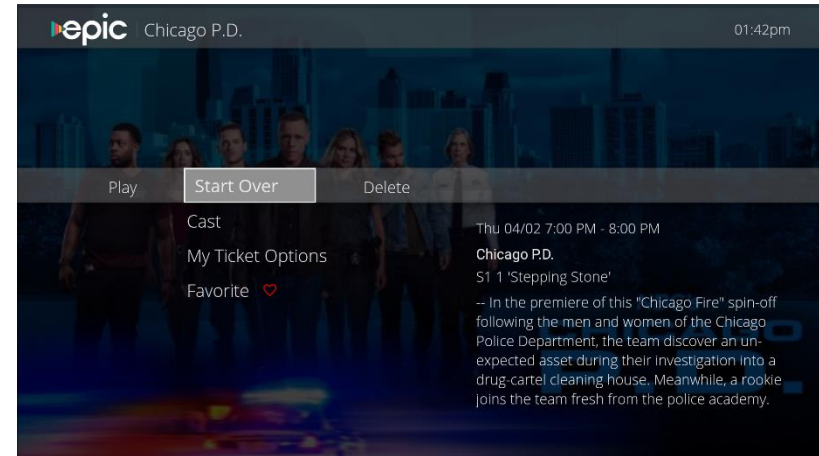 epic Chicago P.D. 01:42pm
Play Start Over Delete
Cast
My Ticket Options
Favorite
Thu 04/02 7:00 PM - 8:00 PM
Chicago P.D.
S1 1 'Stepping Stone'
-- In the premiere of this "Chicago Fire" spin-off
following the men and women of the Chicago
Police Department, the team discover an un-
expected asset during their investigation into a
drug-cartel cleaning house. Meanwhile, a rookie
joins the team fresh from the police academy.
CHICAGO
P.D.